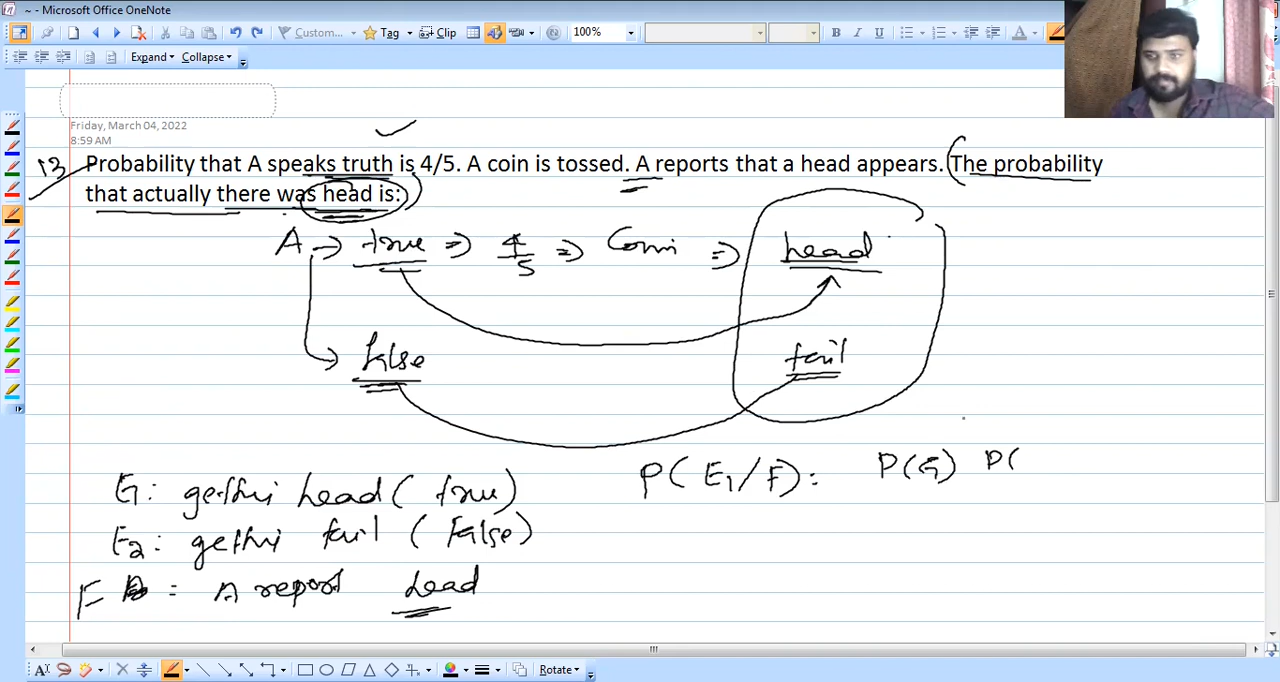 ~ - Microsoft Office OneNote
Custom... Tag Clip 100% B I U A
Expand Collapse
Friday, March 04, 2022
8:59 AM
13 Probability that A speaks truth is 4/5. A coin is tossed. A reports that a head appears. The probability
that actually there was head is:
A → true ⇒ 4/5 ⇒ Coin ⇒ head
false tail
E1: getting head (true)
E2: getting tail (False)
F = A report head
P(E1/F): P(E1) P(
Rotate